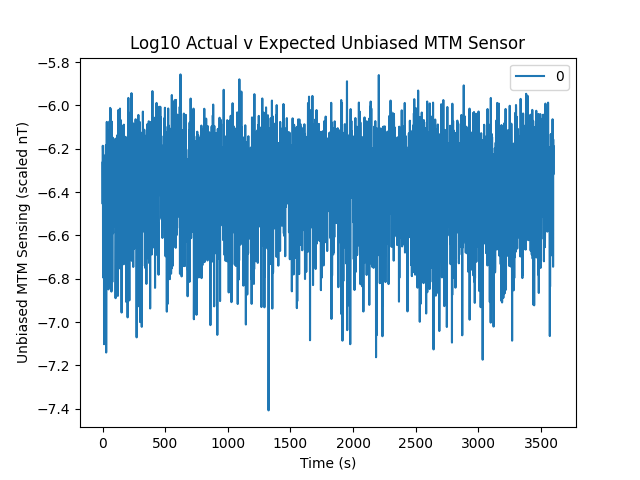 Log10 Actual v Expected Unbiased MTM Sensor
0
−5.8
−6.0
−6.2
−6.4
−6.6
−6.8
−7.0
−7.2
−7.4
Unbiased MTM Sensing (scaled nT)
0 500 1000 1500 2000 2500 3000 3500
Time (s)